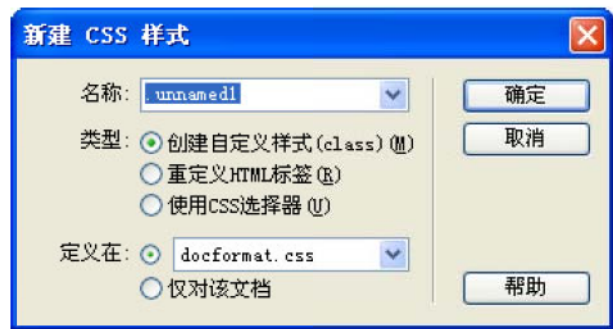 新建 CSS 样式
名称: .unnamed1
确定
类型: 创建自定义样式(class)(M)
取消
重定义HTML标签(R)
使用CSS选择器(U)
定义在: docformat.css
仅对该文档
帮助